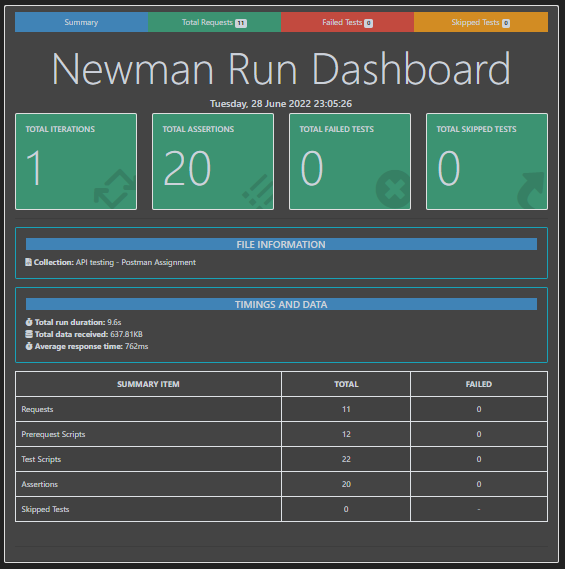 Summary
Total Requests 11
Failed Tests 0
Skipped Tests 0
Newman Run Dashboard
Tuesday, 28 June 2022 23:05:26
TOTAL ITERATIONS
1
TOTAL ASSERTIONS
20
TOTAL FAILED TESTS
0
TOTAL SKIPPED TESTS
0
FILE INFORMATION
Collection: API testing - Postman Assignment
TIMINGS AND DATA
Total run duration: 9.6s
Total data received: 637.81KB
Average response time: 762ms
SUMMARY ITEM TOTAL FAILED
Requests 11 0
Prerequest Scripts 12 0
Test Scripts 22 0
Assertions 20 0
Skipped Tests 0 -